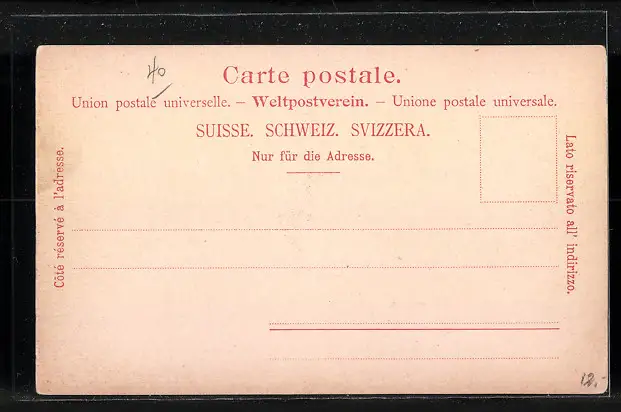 40
Carte postale.
Union postale universelle. – Weltpostverein. – Unione postale universale.
SUISSE. SCHWEIZ. SVIZZERA.
Nur für die Adresse.
Côté réservé à l'adresse.
Lato riservato all' indirizzo.
12.-